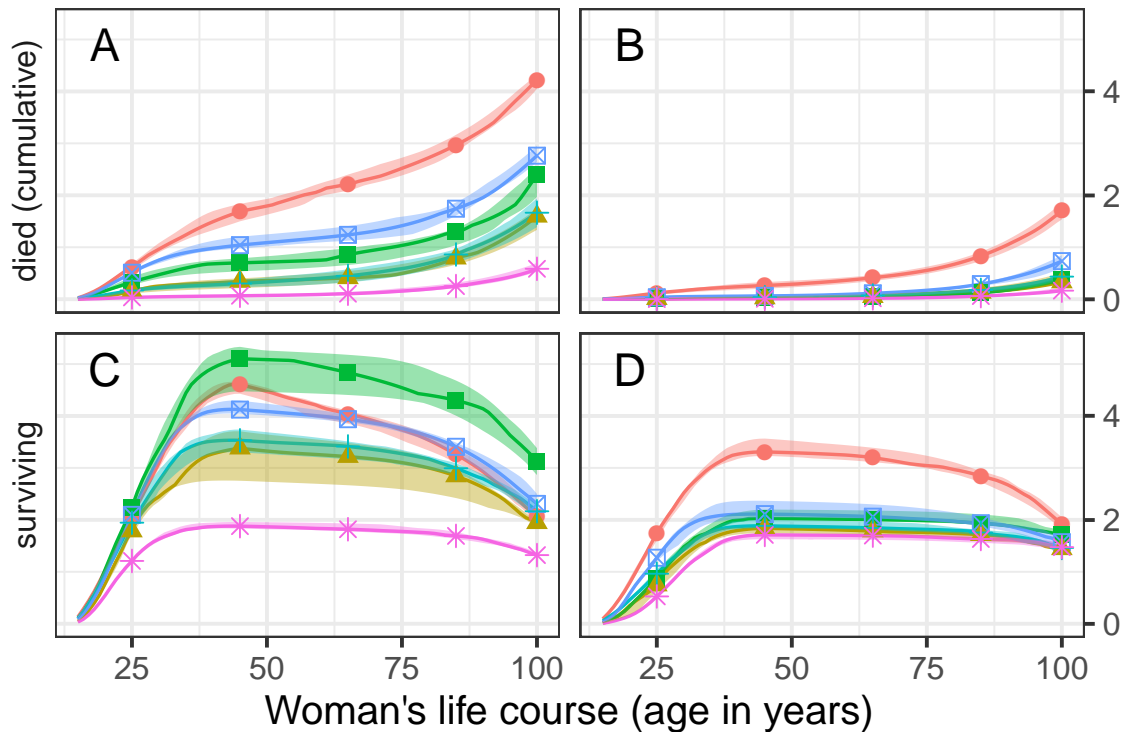 died (cumulative)
A
B
4
2
0
surviving
C
D
4
2
0
25 50 75 100 25 50 75 100
Woman's life course (age in years)